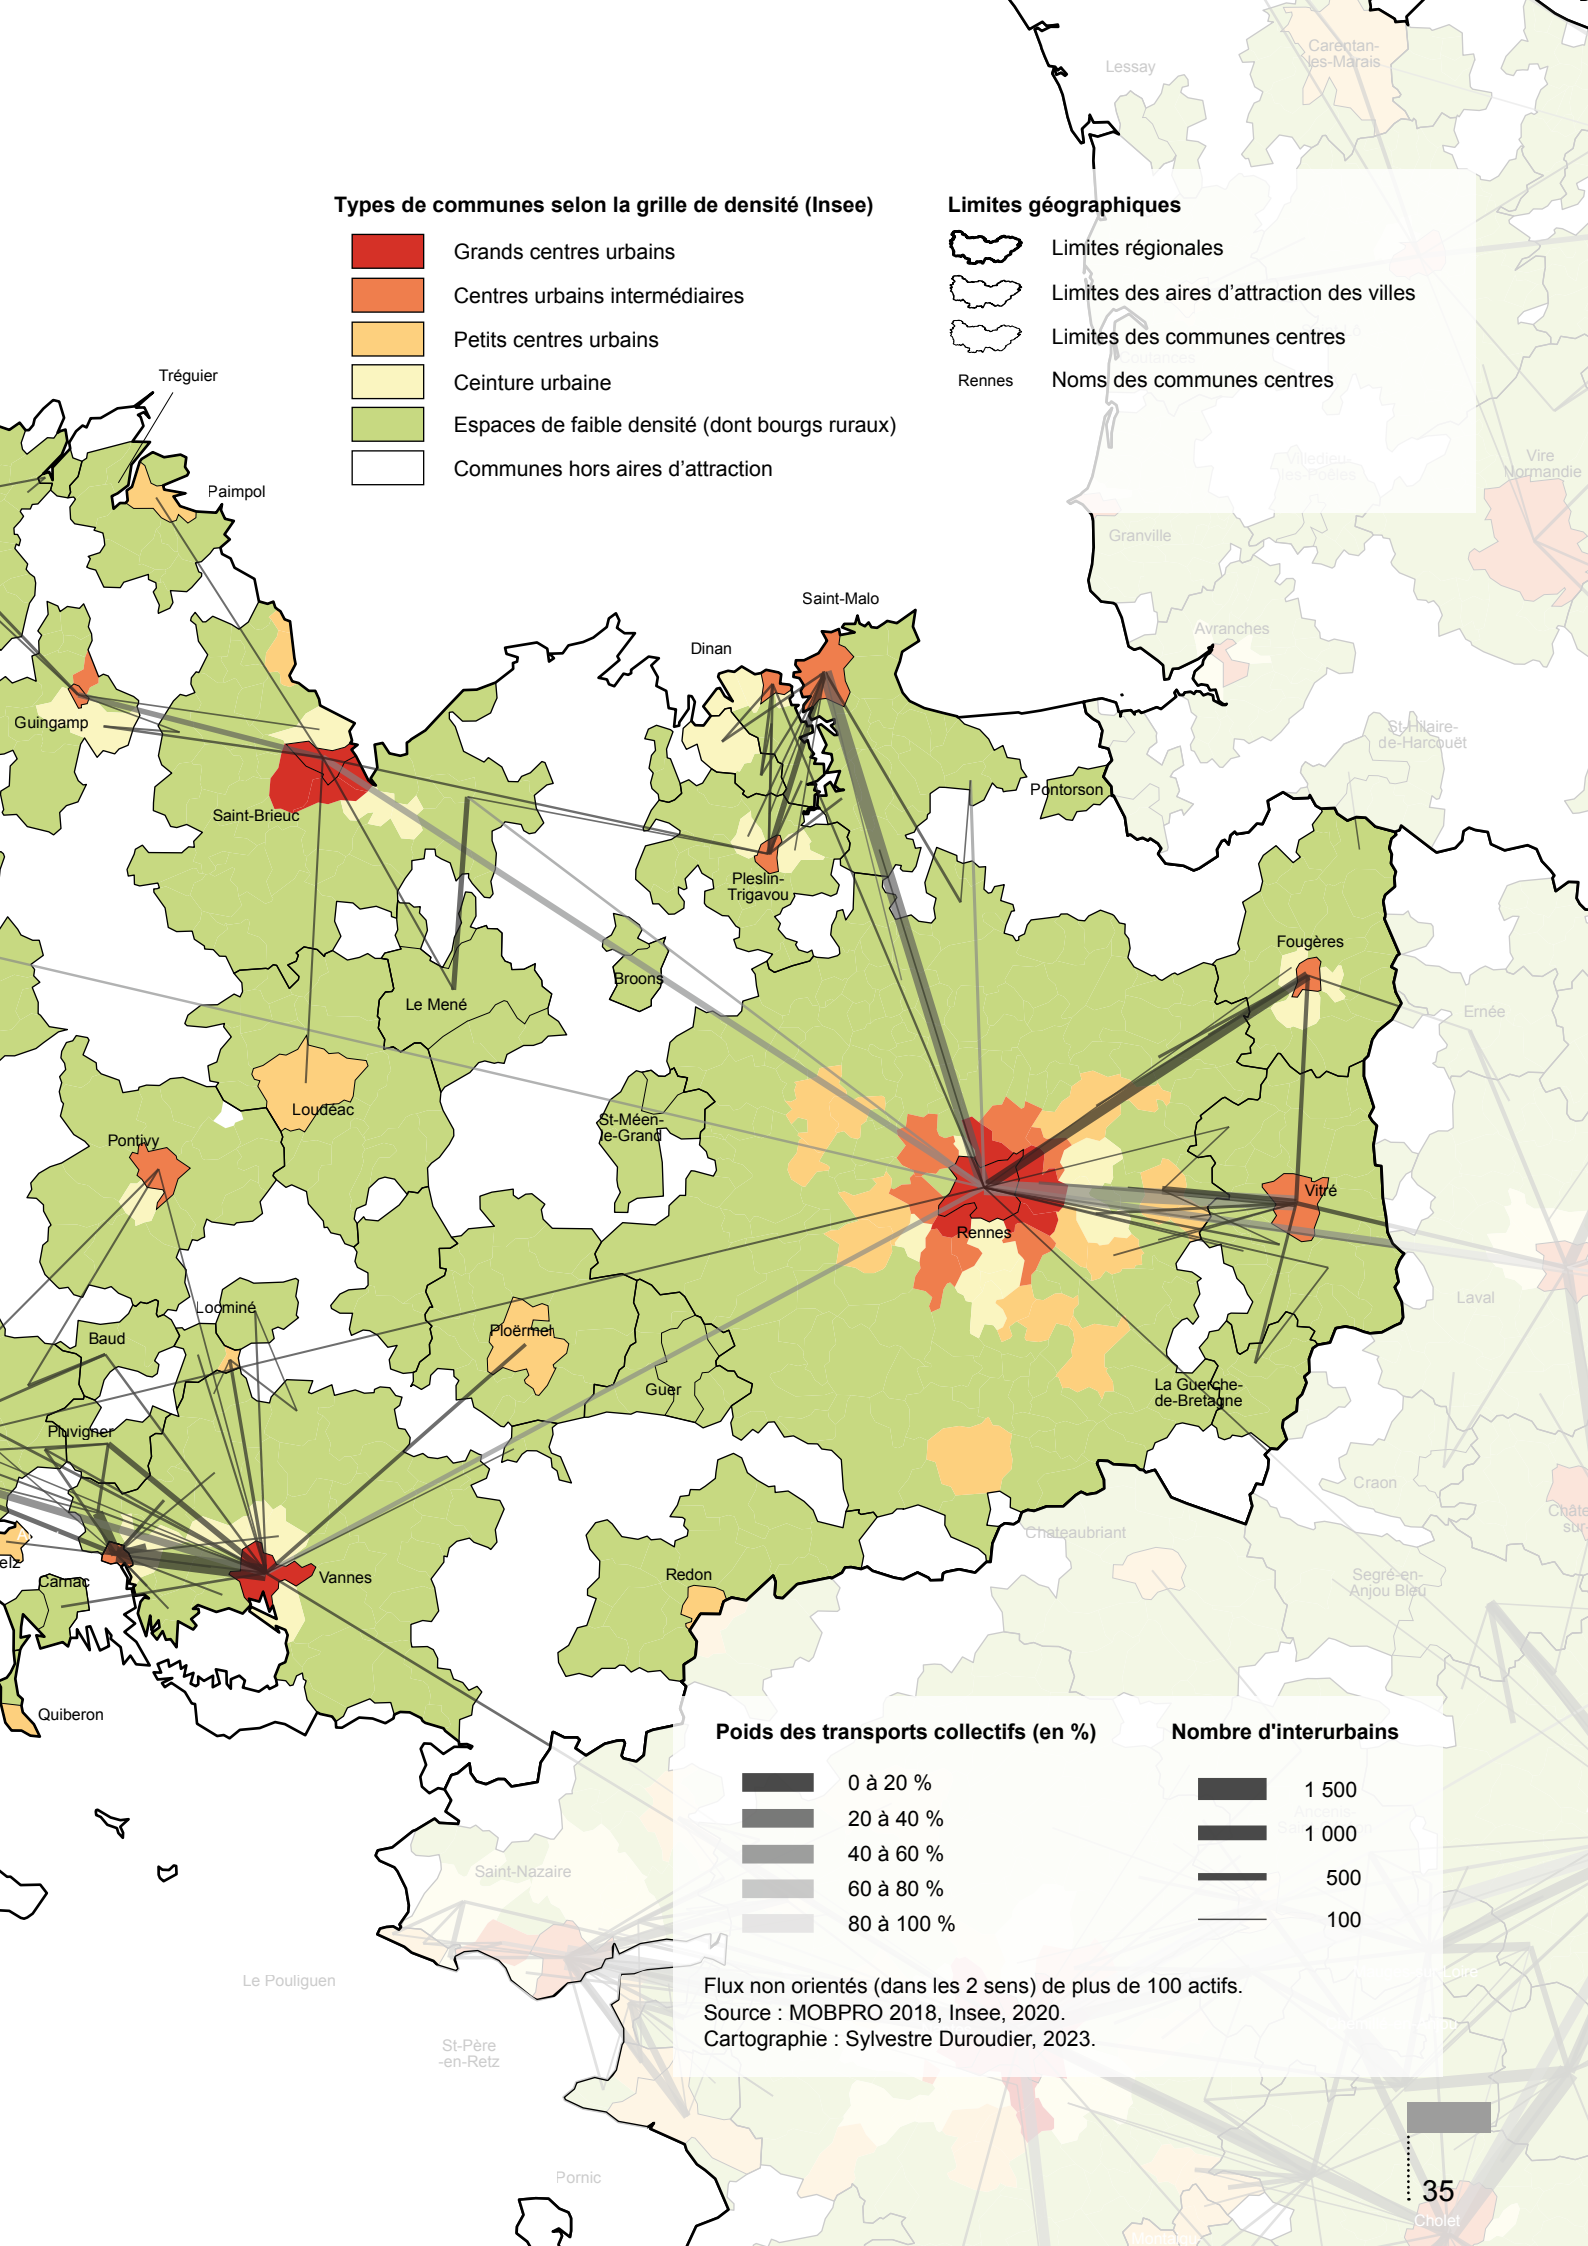 Lessay
Carentan-
les-Marais
Types de communes selon la grille de densité (Insee)
Grands centres urbains
Centres urbains intermédiaires
Petits centres urbains
Ceinture urbaine
Espaces de faible densité (dont bourgs ruraux)
Communes hors aires d'attraction
Limites géographiques
Limites régionales
Limites des aires d'attraction des villes
Limites des communes centres
Rennes
Noms des communes centres
Coutances
Villedieu-
les-Poêles
Vire
Normandie
Tréguier
Paimpol
Granville
Saint-Malo
Avranches
Dinan
Guingamp
St-Hilaire-
de-Harcouët
Pontorson
Saint-Brieuc
Pleslin-
Trigavou
Fougères
Broons
Le Mené
Ernée
Loudéac
St-Méen-
le-Grand
Pontivy
Vitré
Rennes
Laval
Locminé
Baud
Ploërmel
Guer
La Guerche-
de-Bretagne
Pluvigner
Craon
Chateaubriant
elz
Carnac
Vannes
Redon
Segré-en-
Anjou Bleu
Quiberon
Poids des transports collectifs (en %)
0 à 20 %
20 à 40 %
40 à 60 %
60 à 80 %
80 à 100 %
Nombre d'interurbains
1 500
1 000
500
100
Saint-Nazaire
Le Pouliguen
Flux non orientés (dans les 2 sens) de plus de 100 actifs.
Source : MOBPRO 2018, Insee, 2020.
Cartographie : Sylvestre Duroudier, 2023.
St-Père
-en-Retz
Pornic
35
Cholet